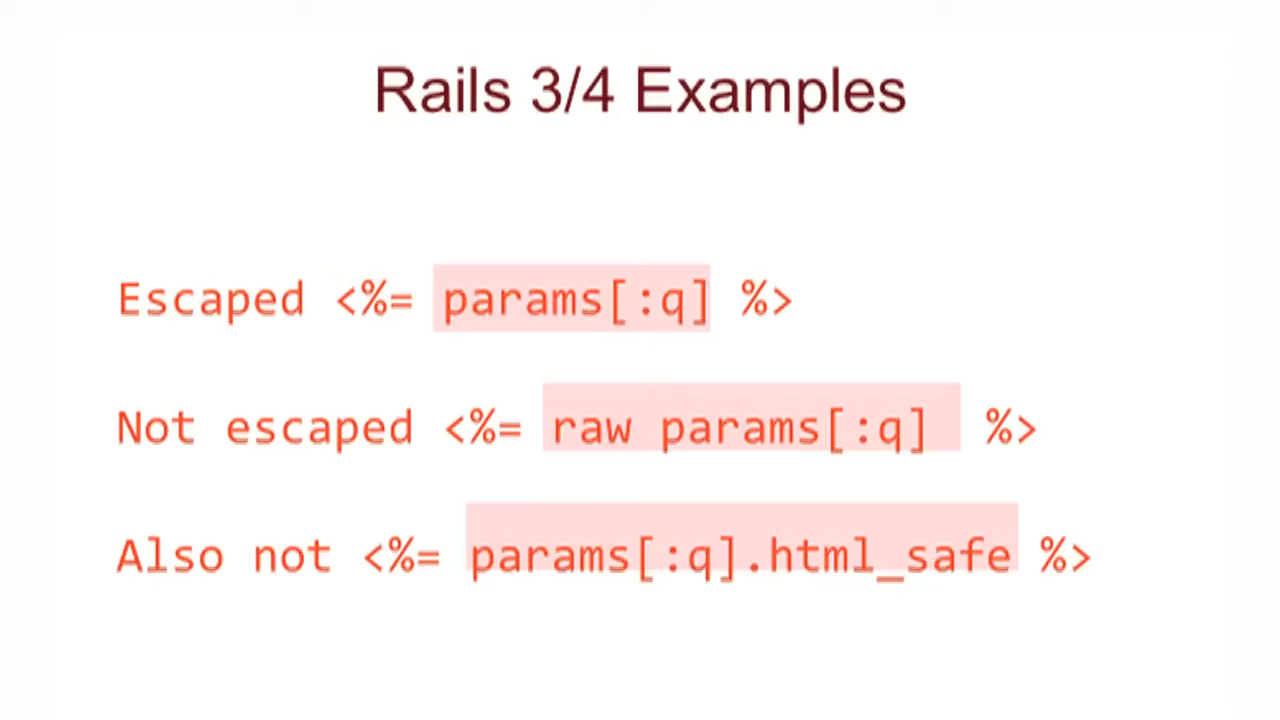 Rails 3/4 Examples
Escaped <%= params[:q] %>
Not escaped <%= raw params[:q] %>
Also not <%= params[:q].html_safe %>